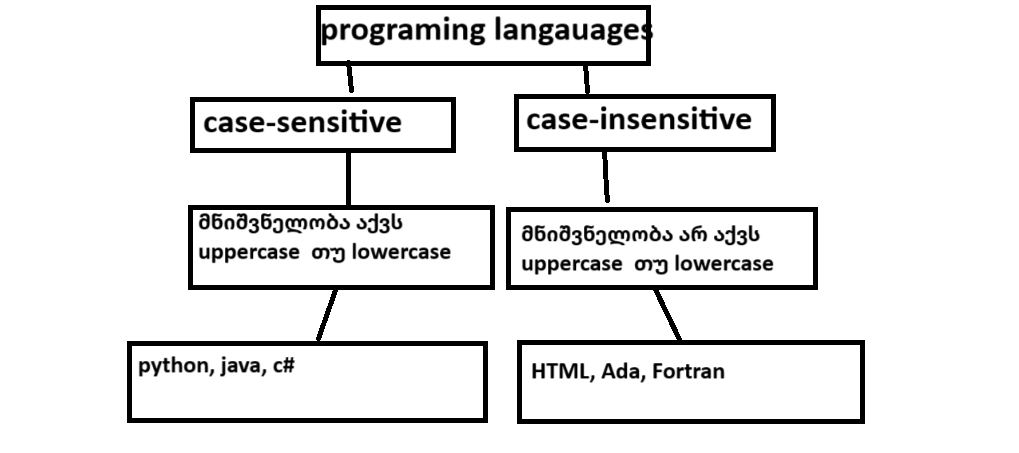 programing langauages
case-sensitive
case-insensitive
მნიშვნელობა აქვს
uppercase თუ lowercase
მნიშვნელობა არ აქვს
uppercase თუ lowercase
python, java, c#
HTML, Ada, Fortran